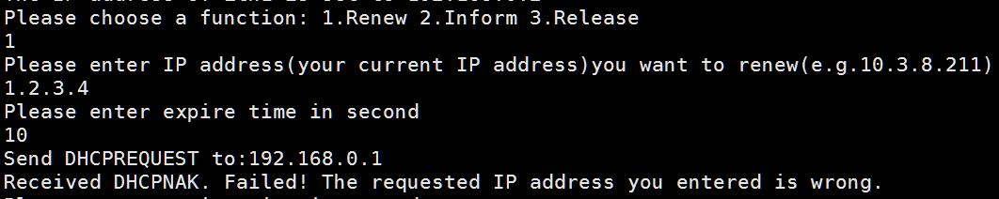 Please choose a function: 1.Renew 2.Inform 3.Release
1
Please enter IP address(your current IP address)you want to renew(e.g.10.3.8.211)
1.2.3.4
Please enter expire time in second
10
Send DHCPREQUEST to:192.168.0.1
Received DHCPNAK. Failed! The requested IP address you entered is wrong.